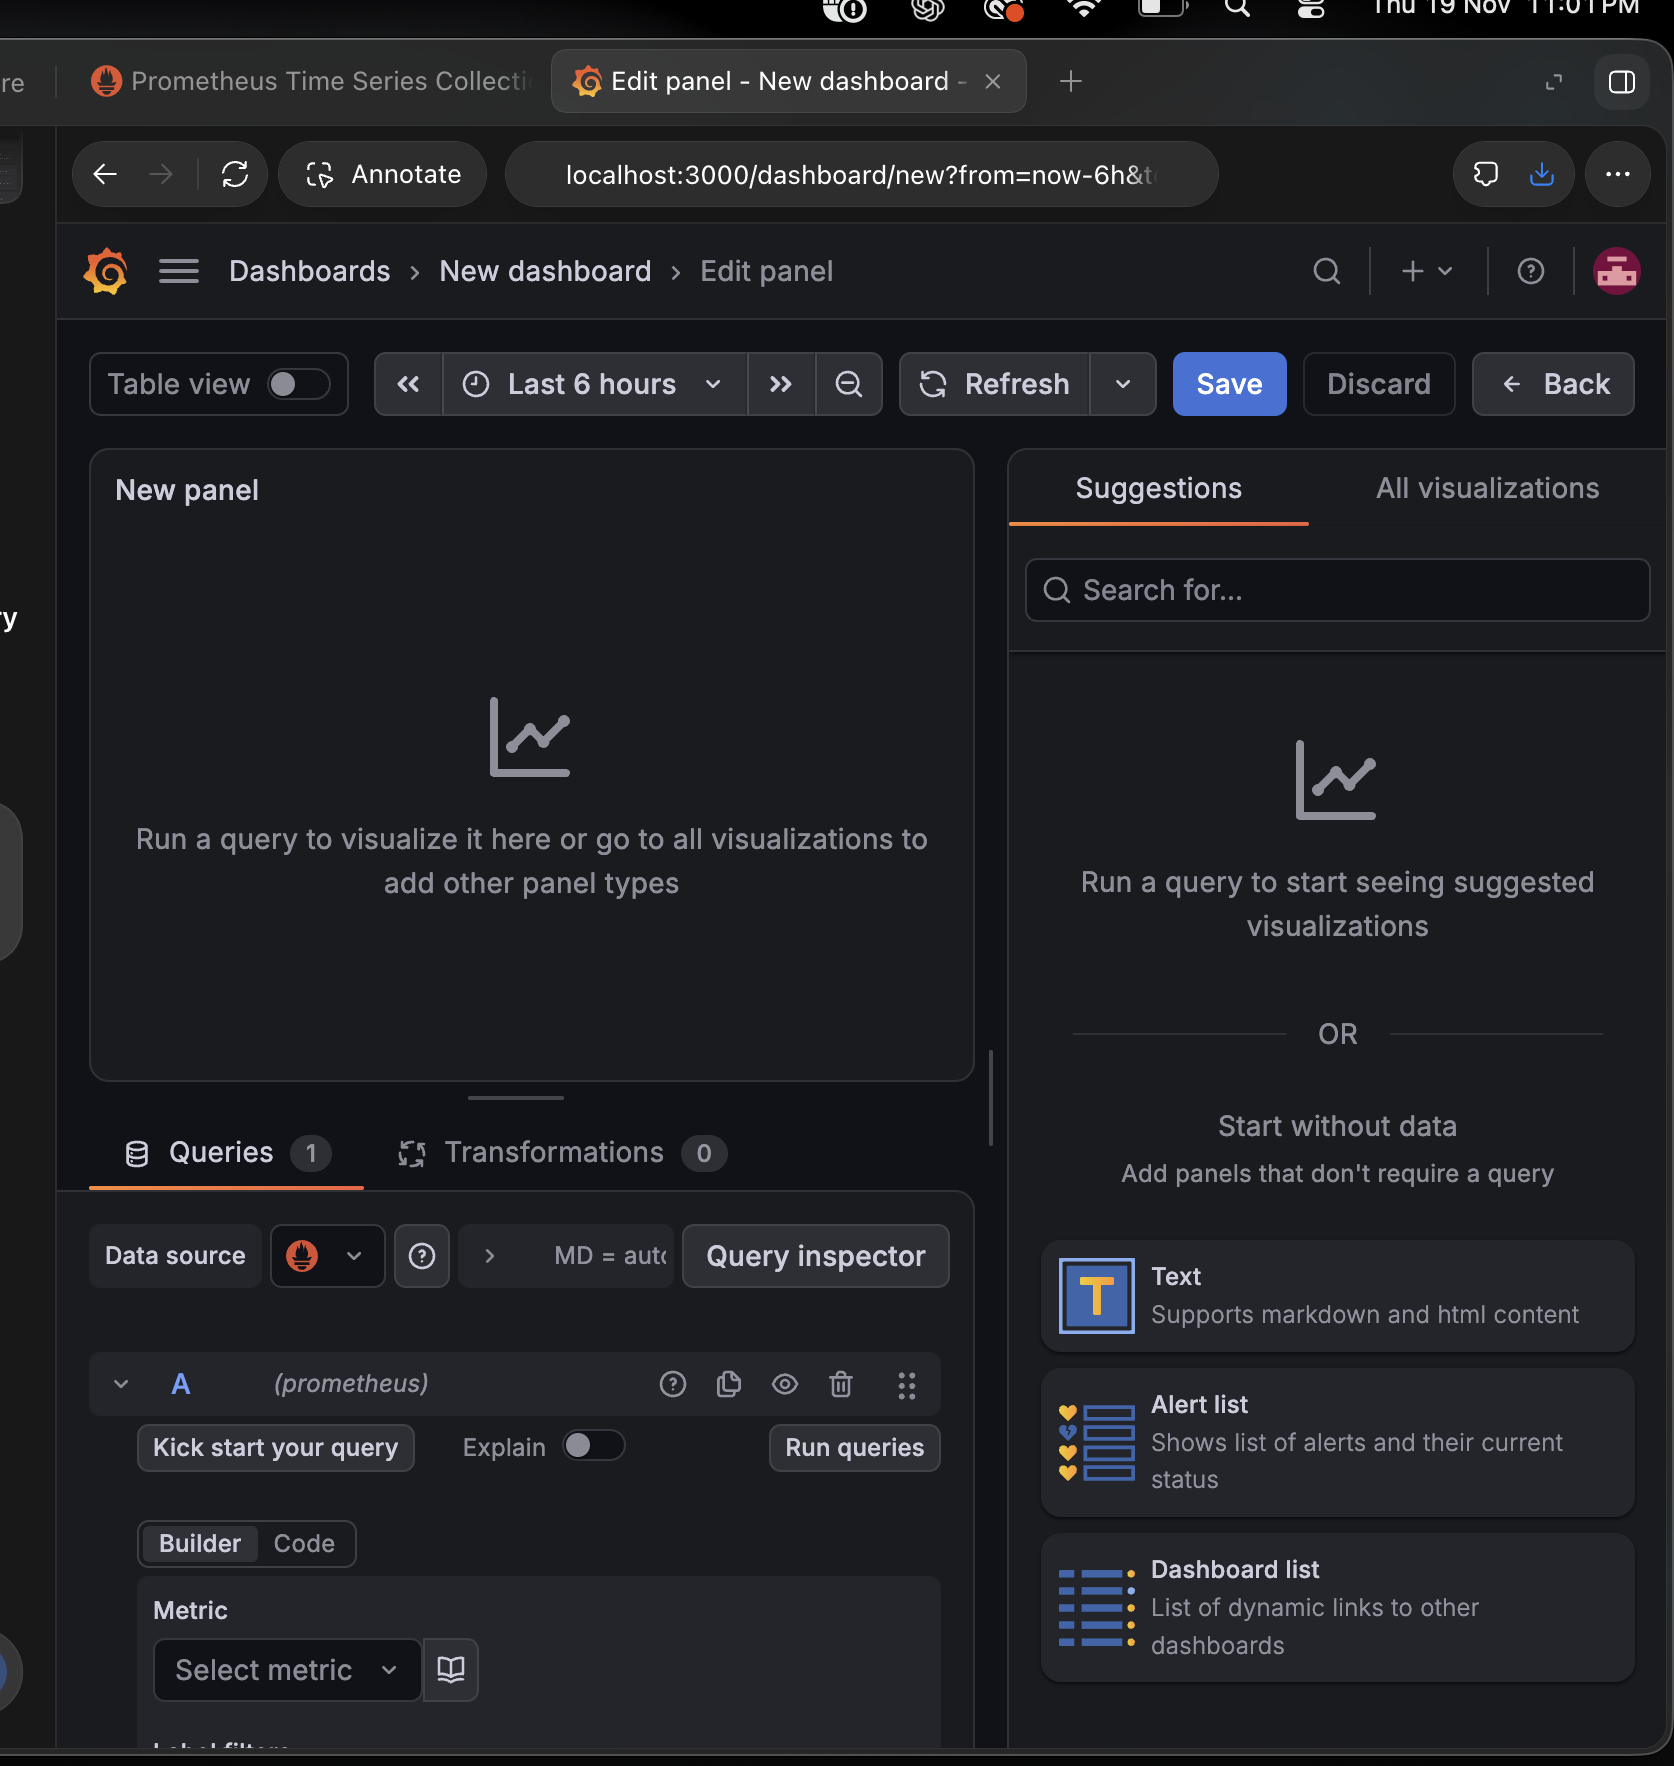 Thu 19 Nov 11:01 PM
re
Prometheus Time Series Collecti
Edit panel - New dashboard -
Annotate
localhost:3000/dashboard/new?from=now-6h&t
Dashboards › New dashboard › Edit panel
Table view
Last 6 hours
Refresh
Save
Discard
Back
New panel
Run a query to visualize it here or go to all visualizations to
add other panel types
Suggestions
All visualizations
Search for...
Run a query to start seeing suggested
visualizations
OR
Start without data
Add panels that don't require a query
Text
Supports markdown and html content
Alert list
Shows list of alerts and their current
status
Dashboard list
List of dynamic links to other
dashboards
ry
Queries 1
Transformations 0
Data source
MD = auto
Query inspector
A (prometheus)
Kick start your query
Explain
Run queries
Builder
Code
Metric
Select metric
Label filters